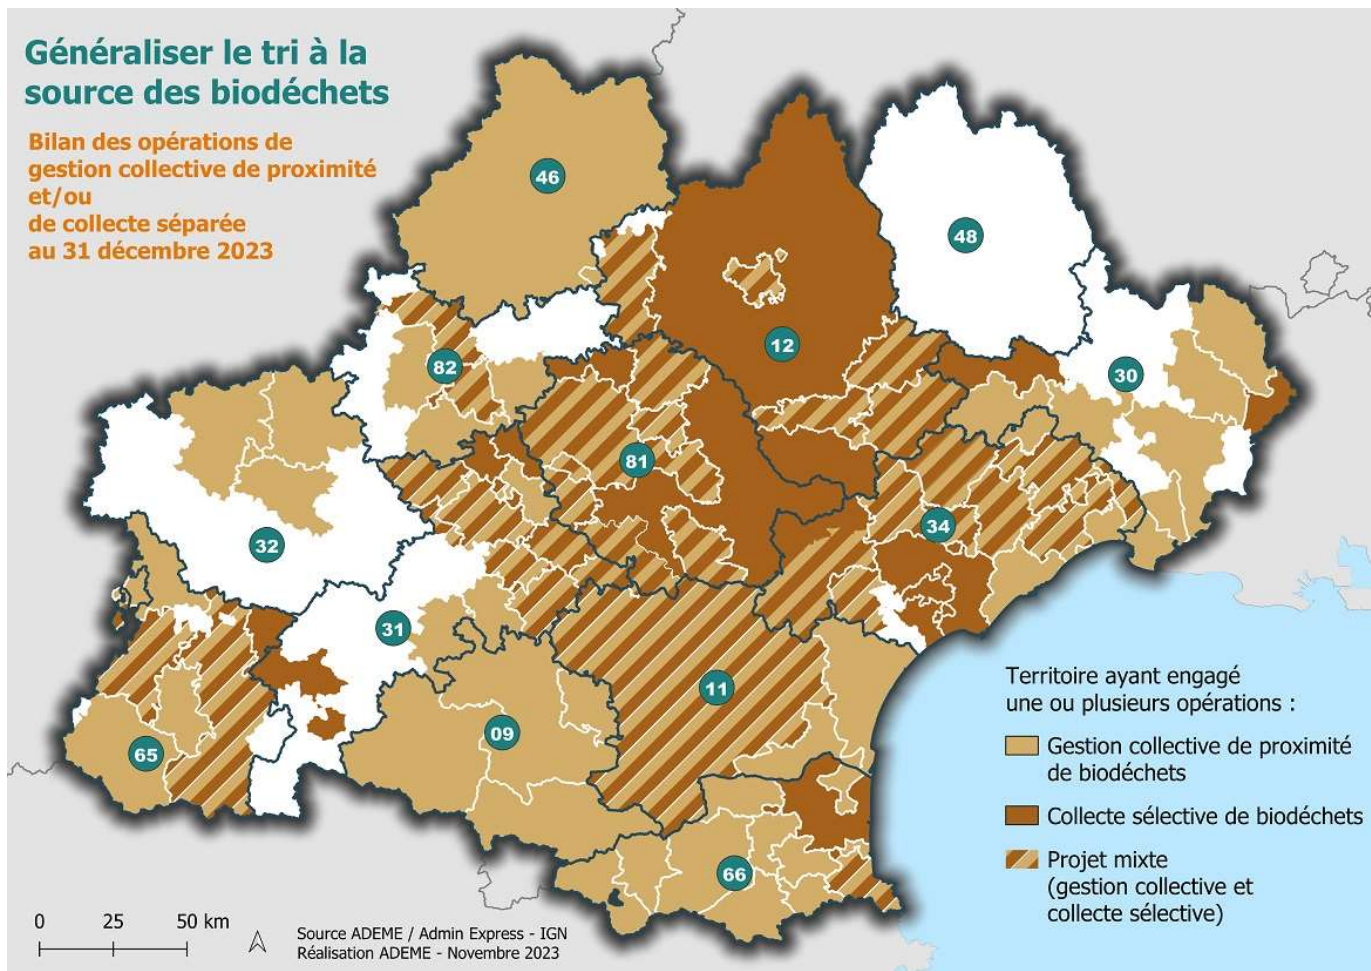 Généraliser le tri à la
source des biodéchets
Bilan des opérations de
gestion collective de proximité
et/ou
de collecte séparée
au 31 décembre 2023
46
48
12
82
30
81
34
32
31
11
09
65
66
Territoire ayant engagé
une ou plusieurs opérations :
Gestion collective de proximité
de biodéchets
Collecte sélective de biodéchets
Projet mixte
(gestion collective et
collecte sélective)
0 25 50 km
Source ADEME / Admin Express - IGN
Réalisation ADEME - Novembre 2023